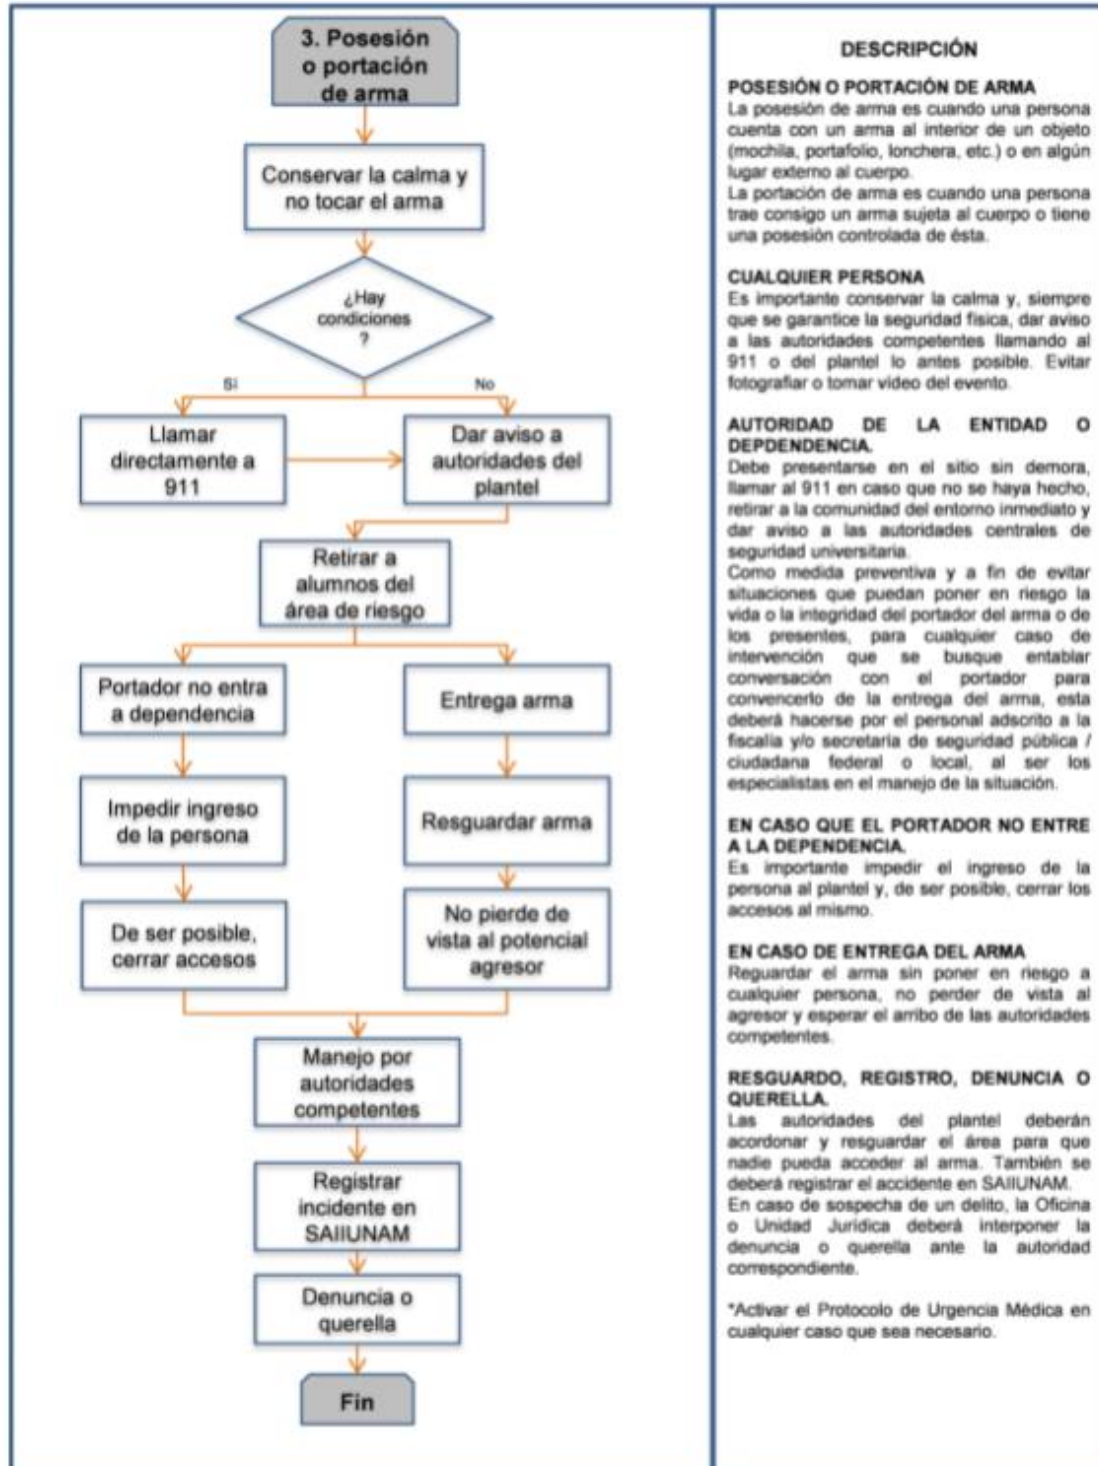 3. Posesión
o portación
de arma
Conservar la calma y
no tocar el arma
¿Hay
condiciones
?
Sí
No
Llamar
directamente a
911
Dar aviso a
autoridades del
plantel
Retirar a
alumnos del
área de riesgo
Portador no entra
a dependencia
Entrega arma
Impedir ingreso
de la persona
Resguardar arma
De ser posible,
cerrar accesos
No pierde de
vista al potencial
agresor
Manejo por
autoridades
competentes
Registrar
incidente en
SAIIUNAM
Denuncia o
querella
Fin
DESCRIPCIÓN
POSESIÓN O PORTACIÓN DE ARMA
La posesión de arma es cuando una persona
cuenta con un arma al interior de un objeto
(mochila, portafolio, lonchera, etc.) o en algún
lugar externo al cuerpo.
La portación de arma es cuando una persona
trae consigo un arma sujeta al cuerpo o tiene
una posesión controlada de ésta.
CUALQUIER PERSONA
Es importante conservar la calma y, siempre
que se garantice la seguridad física, dar aviso
a las autoridades competentes llamando al
911 o del plantel lo antes posible. Evitar
fotografiar o tomar video del evento.
AUTORIDAD DE LA ENTIDAD O
DEPDENDENCIA.
Debe presentarse en el sitio sin demora,
llamar al 911 en caso que no se haya hecho,
retirar a la comunidad del entorno inmediato y
dar aviso a las autoridades centrales de
seguridad universitaria.
Como medida preventiva y a fin de evitar
situaciones que puedan poner en riesgo la
vida o la integridad del portador del arma o de
los presentes, para cualquier caso de
intervención que se busque entablar
conversación con el portador para
convencerlo de la entrega del arma, esta
deberá hacerse por el personal adscrito a la
fiscalía y/o secretaria de seguridad pública /
ciudadana federal o local, al ser los
especialistas en el manejo de la situación.
EN CASO QUE EL PORTADOR NO ENTRE
A LA DEPENDENCIA.
Es importante impedir el ingreso de la
persona al plantel y, de ser posible, cerrar los
accesos al mismo.
EN CASO DE ENTREGA DEL ARMA
Reguardar el arma sin poner en riesgo a
cualquier persona, no perder de vista al
agresor y esperar el arribo de las autoridades
competentes.
RESGUARDO, REGISTRO, DENUNCIA O
QUERELLA.
Las autoridades del plantel deberán
acordonar y resguardar el área para que
nadie pueda acceder al arma. También se
deberá registrar el accidente en SAIIUNAM.
En caso de sospecha de un delito, la Oficina
o Unidad Jurídica deberá interponer la
denuncia o querella ante la autoridad
correspondiente.
*Activar el Protocolo de Urgencia Médica en
cualquier caso que sea necesario.